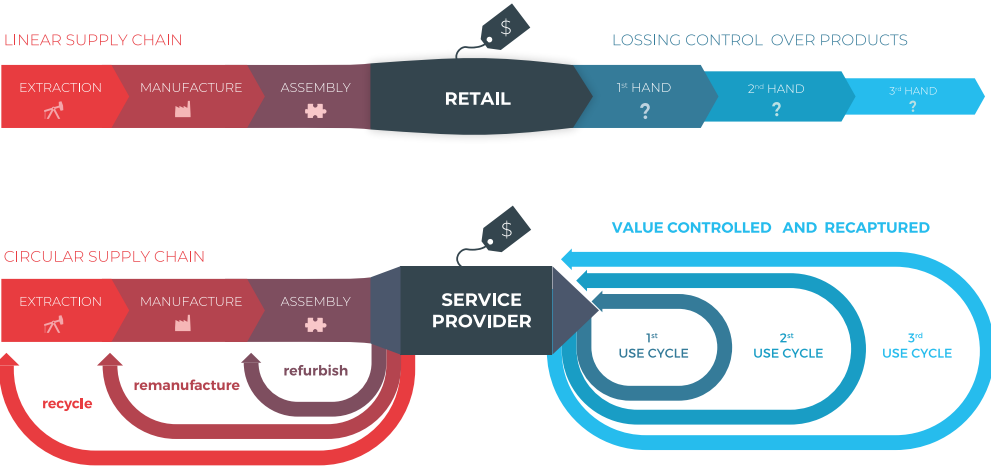 LINEAR SUPPLY CHAIN
$
LOSSING CONTROL OVER PRODUCTS
EXTRACTION
MANUFACTURE
ASSEMBLY
RETAIL
1st HAND
?
2nd HAND
?
3rd HAND
?
CIRCULAR SUPPLY CHAIN
$
VALUE CONTROLLED AND RECAPTURED
EXTRACTION
MANUFACTURE
ASSEMBLY
SERVICE
PROVIDER
1st
USE CYCLE
2st
USE CYCLE
3rd
USE CYCLE
refurbish
remanufacture
recycle